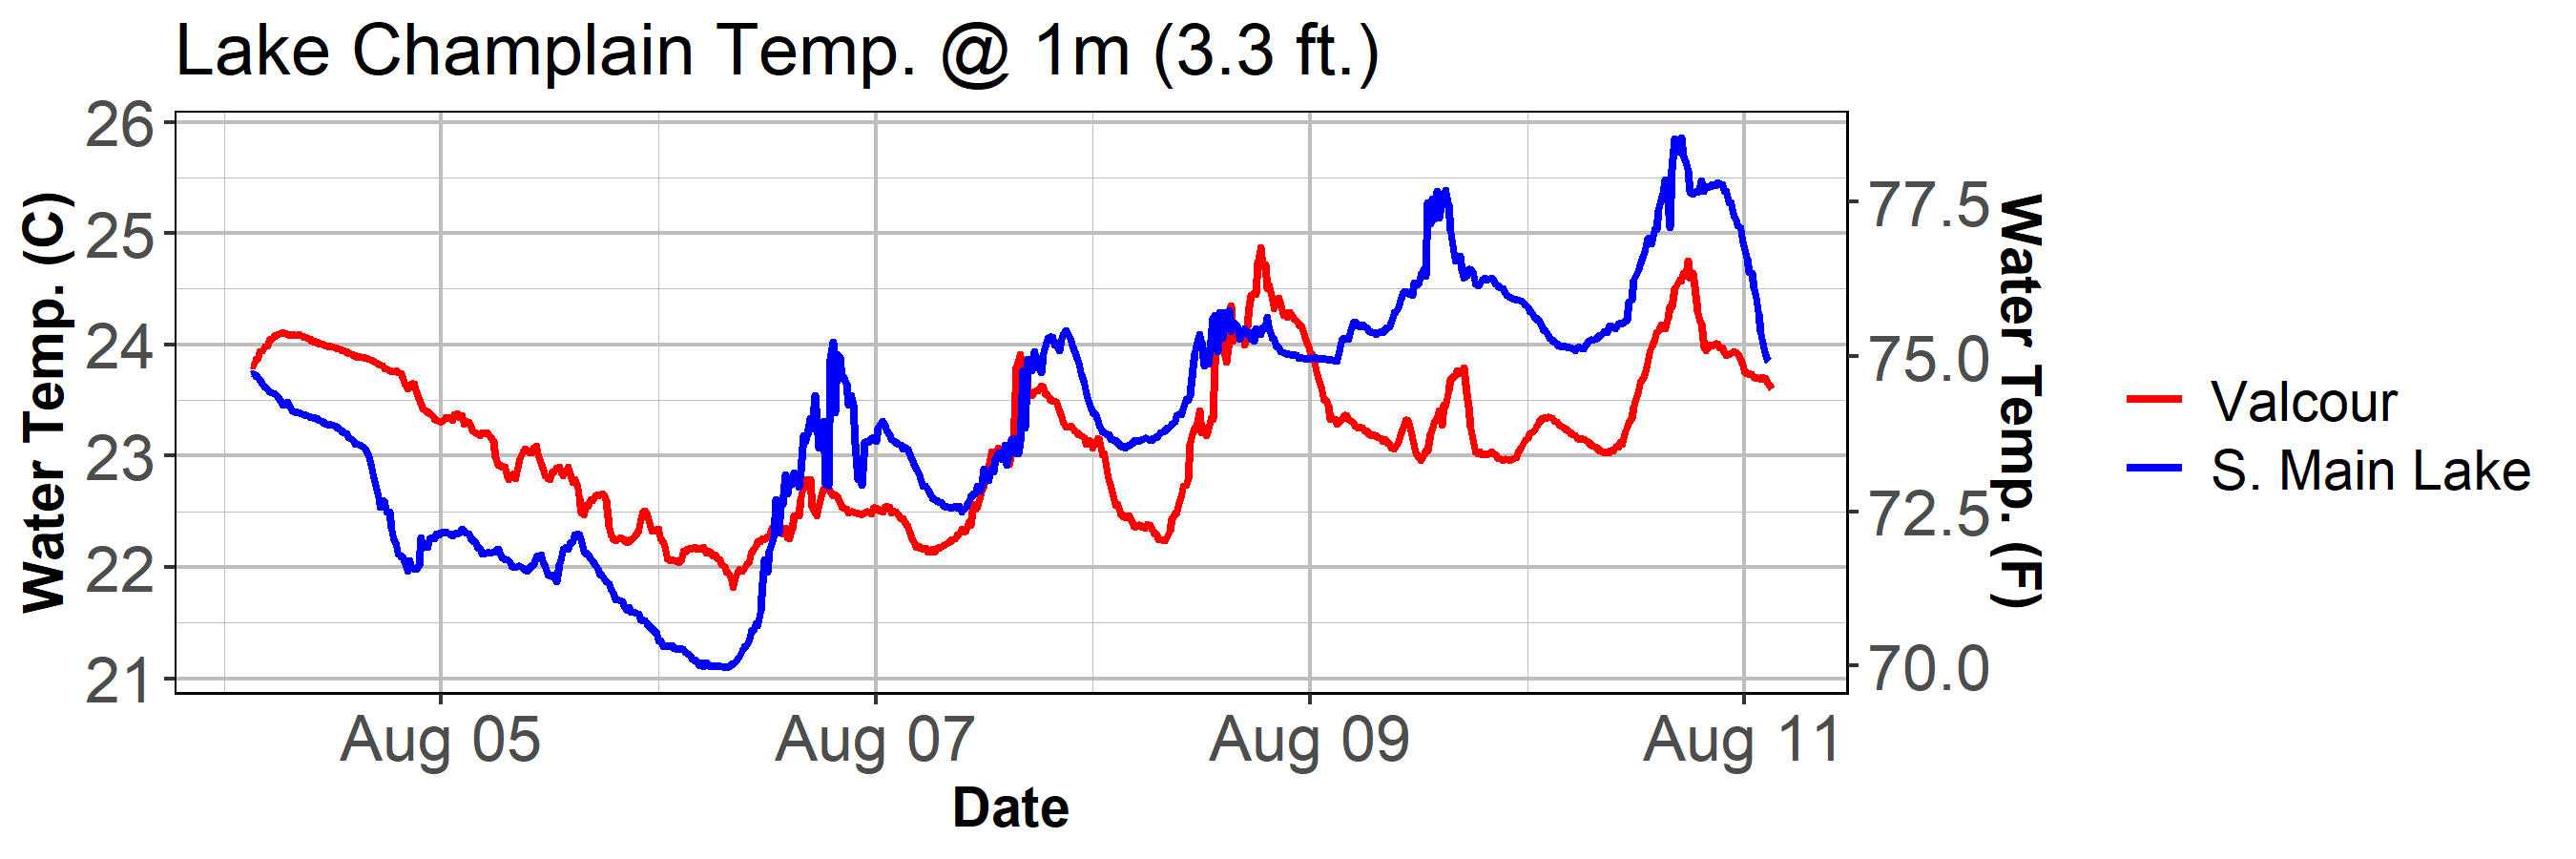 Lake Champlain Temp. @ 1m (3.3 ft.)
Water Temp. (C)
26
25
24
23
22
21
77.5
75.0
72.5
70.0
Water Temp. (F)
Aug 05
Aug 07
Aug 09
Aug 11
Date
Valcour
S. Main Lake